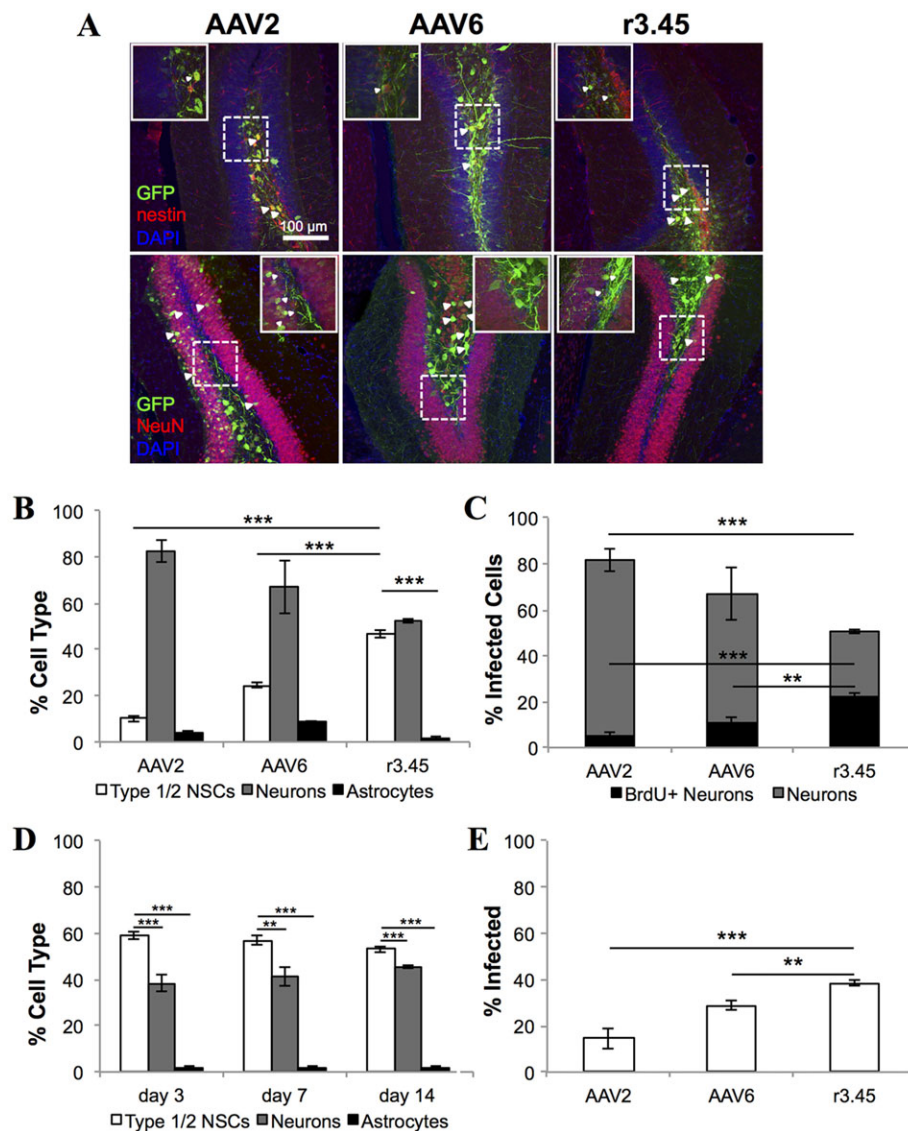 A
AAV2 AAV6 r3.45
GFP
nestin
DAPI
100 µm
GFP
NeuN
DAPI
B
% Cell Type
100
80
60
40
20
0
***
***
***
AAV2 AAV6 r3.45
Type 1/2 NSCs Neurons Astrocytes
C
% Infected Cells
100
80
60
40
20
0
***
***
**
AAV2 AAV6 r3.45
BrdU+ Neurons Neurons
D
% Cell Type
100
80
60
40
20
0
***
***
***
**
***
***
day 3 day 7 day 14
Type 1/2 NSCs Neurons Astrocytes
E
% Infected
100
80
60
40
20
0
***
**
AAV2 AAV6 r3.45